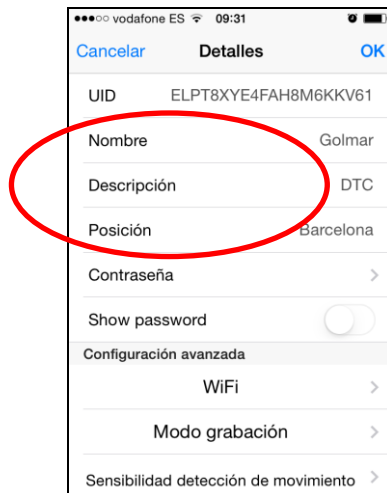 vodafone ES 09:31
Cancelar Detalles OK
UID ELPT8XYE4FAH8M6KKV61
Nombre Golmar
Descripción DTC
Posición Barcelona
Contraseña
Show password
Configuración avanzada
WiFi
Modo grabación
Sensibilidad detección de movimiento